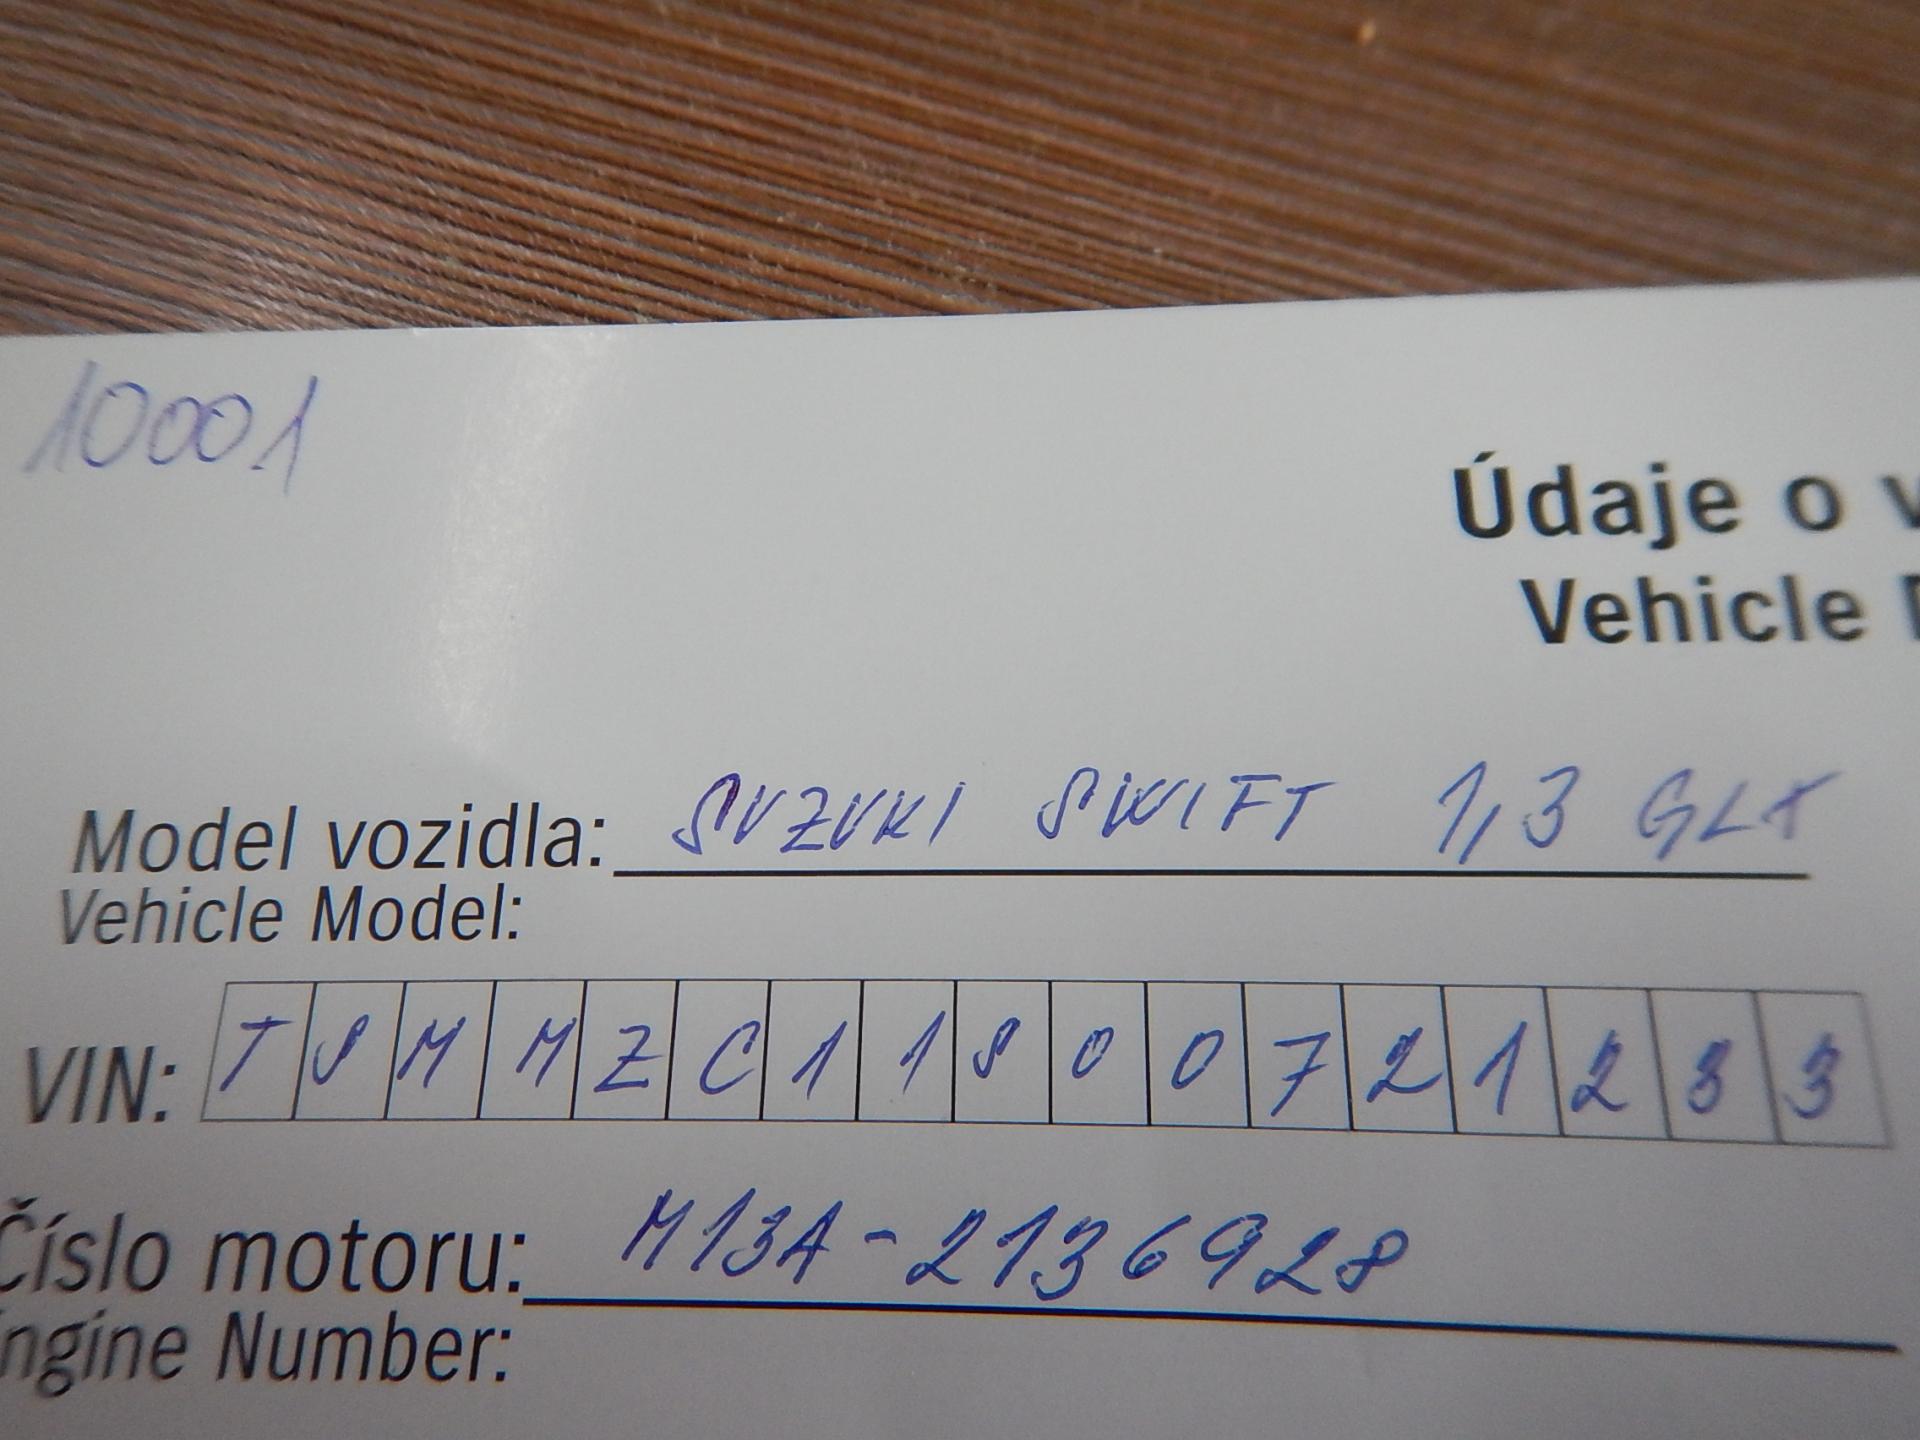 10001
Údaje o v
Vehicle
Model vozidla: SUZUKI SWIFT 1,3 GLX
Vehicle Model:
VIN: TSMMZC11S00721233
Číslo motoru: M13A-2136928
Engine Number: